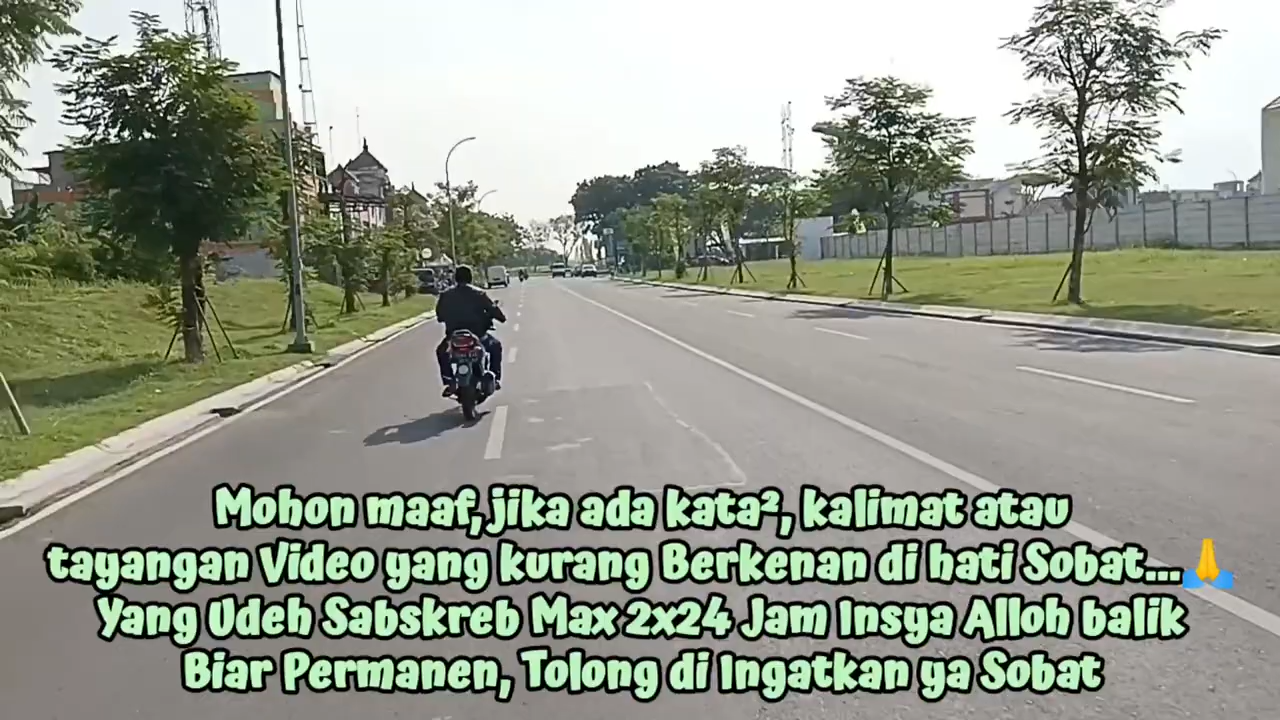 Mohon maaf, jika ada kata², kalimat atau
tayangan Video yang kurang Berkenan di hati Sobat...🙏
Yang Udeh Sabskreb Max 2x24 Jam Insya Alloh balik
Biar Permanen, Tolong di Ingatkan ya Sobat